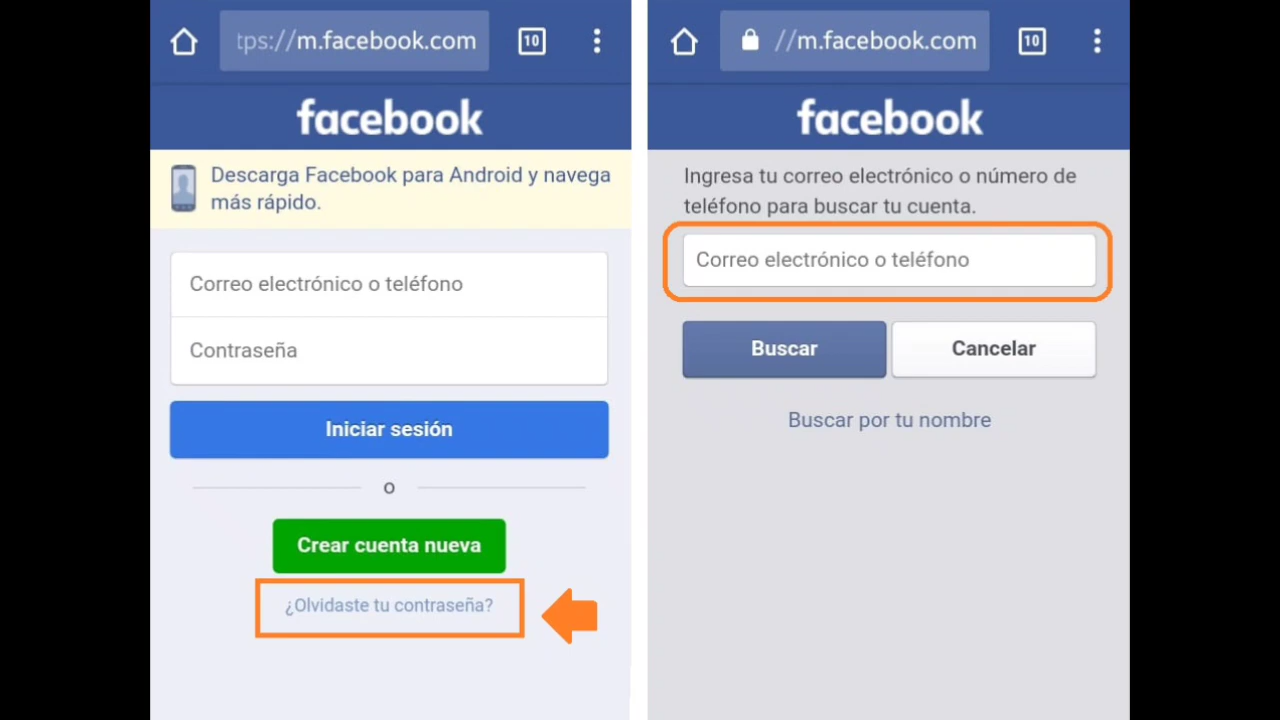 tps://m.facebook.com
10
facebook
Descarga Facebook para Android y navega
más rápido.
Correo electrónico o teléfono
Contraseña
Iniciar sesión
o
Crear cuenta nueva
¿Olvidaste tu contraseña?
//m.facebook.com
10
facebook
Ingresa tu correo electrónico o número de
teléfono para buscar tu cuenta.
Correo electrónico o teléfono
Buscar
Cancelar
Buscar por tu nombre